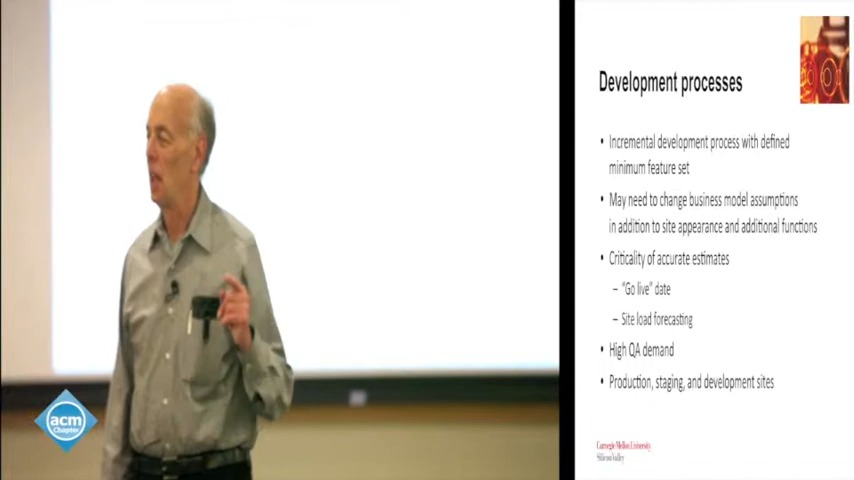 Development processes
• Incremental development process with defined
minimum feature set
• May need to change business model assumptions
in addition to site appearance and additional functions
• Criticality of accurate estimates
– "Go live" date
– Site load forecasting
• High QA demand
• Production, staging, and development sites
acm
Chapter
Carnegie Mellon University
Silicon Valley